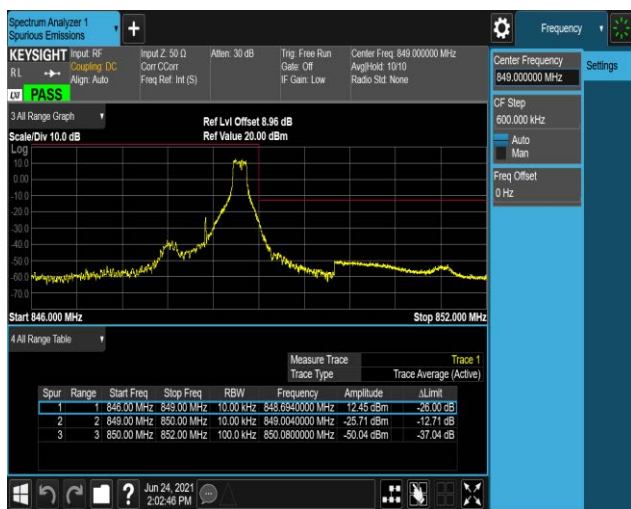 Spectrum Analyzer 1
Spurious Emissions
+
Frequency
KEYSIGHT Input: RF Input Z: 50 Ω Atten: 30 dB Trig: Free Run Center Freq: 849.000000 MHz
RL Coupling: DC Corr CCorr Gate: Off Avg|Hold: 10/10
Align: Auto Freq Ref: Int (S) IF Gain: Low Radio Std: None
LXI PASS
Center Frequency
849.000000 MHz
Settings
CF Step
600.000 kHz
Auto
Man
Freq Offset
0 Hz
3 All Range Graph
Ref Lvl Offset 8.96 dB
Scale/Div 10.0 dB Ref Value 20.00 dBm
Log
10.0
0.00
-10.0
-20.0
-30.0
-40.0
-50.0
-60.0
-70.0
Start 846.000 MHz Stop 852.000 MHz
4 All Range Table
Measure Trace Trace 1
Trace Type Trace Average (Active)
Spur Range Start Freq Stop Freq RBW Frequency Amplitude ΔLimit
1 1 846.00 MHz 849.00 MHz 10.00 kHz 848.6940000 MHz 12.45 dBm -26.00 dB
2 2 849.00 MHz 850.00 MHz 10.00 kHz 849.0040000 MHz -25.71 dBm -12.71 dB
3 3 850.00 MHz 852.00 MHz 100.0 kHz 850.0800000 MHz -50.04 dBm -37.04 dB
? Jun 24, 2021
2:02:46 PM